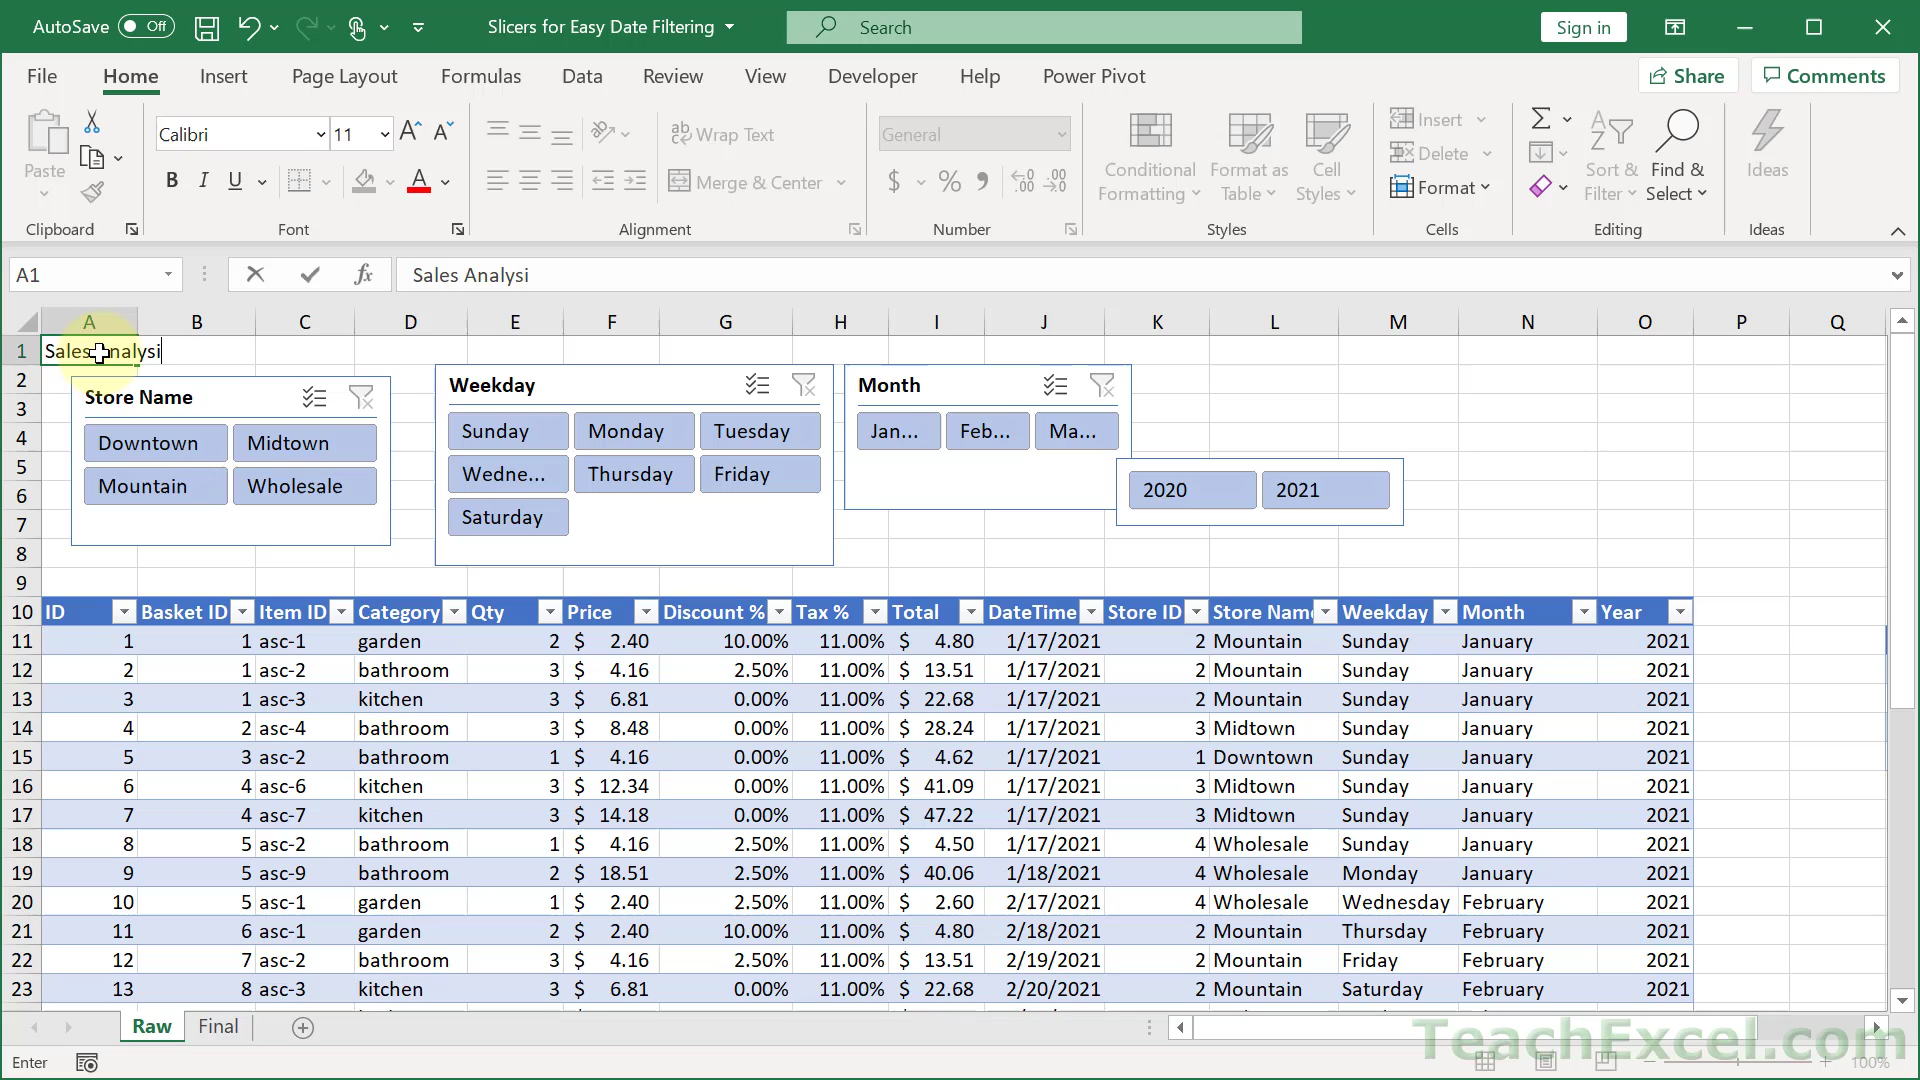 AutoSave Off Slicers for Easy Date Filtering Search Sign in
File Home Insert Page Layout Formulas Data Review View Developer Help Power Pivot Share Comments
Paste
Calibri 11
B I U A
ab Wrap Text
Merge & Center
General
$ % 9
Conditional Formatting
Format as Table
Cell Styles
Insert
Delete
Format
Sort & Filter
Find & Select
Ideas
Clipboard Font Alignment Number Styles Cells Editing Ideas
A1 fx Sales Analysi
A B C D E F G H I J K L M N O P Q
1 Sales Analysi
2
3
4
5
6
7
8
9
Store Name
Downtown Midtown
Mountain Wholesale
Weekday
Sunday Monday Tuesday
Wedne... Thursday Friday
Saturday
Month
Jan... Feb... Ma...
2020 2021
10 ID Basket ID Item ID Category Qty Price Discount % Tax % Total DateTime Store ID Store Nam Weekday Month Year
11 1 1 asc-1 garden 2 $ 2.40 10.00% 11.00% $ 4.80 1/17/2021 2 Mountain Sunday January 2021
12 2 1 asc-2 bathroom 3 $ 4.16 2.50% 11.00% $ 13.51 1/17/2021 2 Mountain Sunday January 2021
13 3 1 asc-3 kitchen 3 $ 6.81 0.00% 11.00% $ 22.68 1/17/2021 2 Mountain Sunday January 2021
14 4 2 asc-4 bathroom 3 $ 8.48 0.00% 11.00% $ 28.24 1/17/2021 3 Midtown Sunday January 2021
15 5 3 asc-2 bathroom 1 $ 4.16 0.00% 11.00% $ 4.62 1/17/2021 1 Downtown Sunday January 2021
16 6 4 asc-6 kitchen 3 $ 12.34 0.00% 11.00% $ 41.09 1/17/2021 3 Midtown Sunday January 2021
17 7 4 asc-7 kitchen 3 $ 14.18 0.00% 11.00% $ 47.22 1/17/2021 3 Midtown Sunday January 2021
18 8 5 asc-2 bathroom 1 $ 4.16 2.50% 11.00% $ 4.50 1/17/2021 4 Wholesale Sunday January 2021
19 9 5 asc-9 bathroom 2 $ 18.51 2.50% 11.00% $ 40.06 1/18/2021 4 Wholesale Monday January 2021
20 10 5 asc-1 garden 1 $ 2.40 2.50% 11.00% $ 2.60 2/17/2021 4 Wholesale Wednesday February 2021
21 11 6 asc-1 garden 2 $ 2.40 10.00% 11.00% $ 4.80 2/18/2021 2 Mountain Thursday February 2021
22 12 7 asc-2 bathroom 3 $ 4.16 2.50% 11.00% $ 13.51 2/19/2021 2 Mountain Friday February 2021
23 13 8 asc-3 kitchen 3 $ 6.81 0.00% 11.00% $ 22.68 2/20/2021 2 Mountain Saturday February 2021
Raw Final
TeachExcel.com
Enter 100%